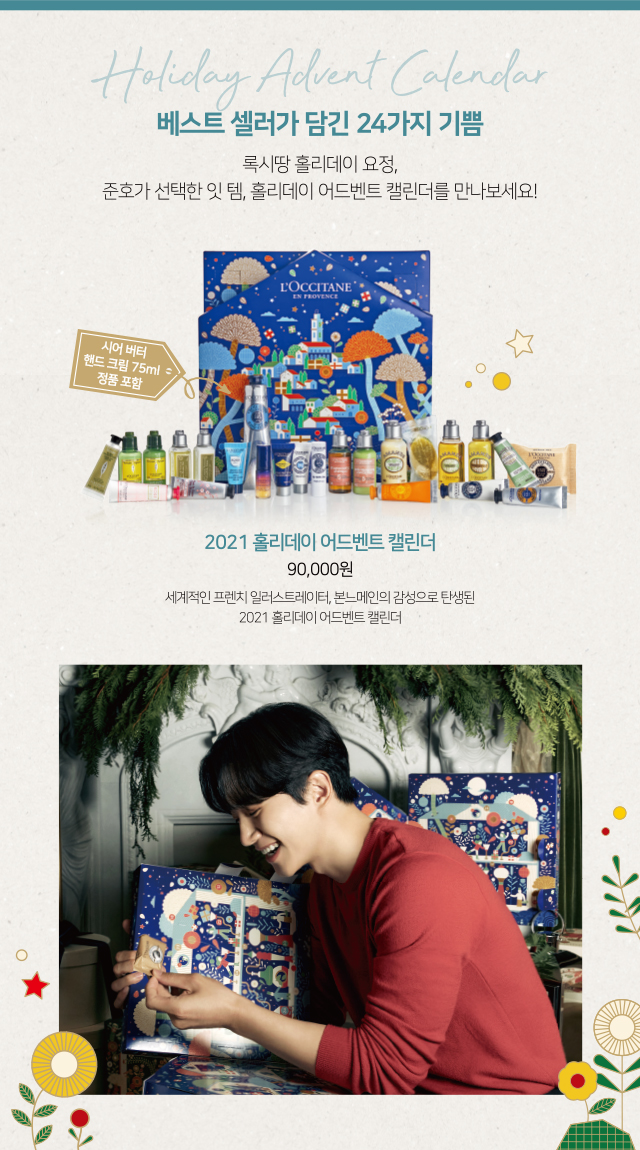 Holiday Advent Calendar
베스트 셀러가 담긴 24가지 기쁨
록시땅 홀리데이 요정,
준호가 선택한 잇 템, 홀리데이 어드벤트 캘린더를 만나보세요!
L'OCCITANE
EN PROVENCE
시어 버터
핸드 크림 75ml
정품 포함
2021 홀리데이 어드벤트 캘린더
90,000원
세계적인 프렌치 일러스트레이터, 본느메인의 감성으로 탄생된
2021 홀리데이 어드벤트 캘린더